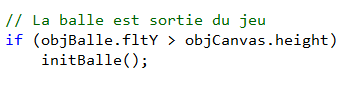 // La balle est sortie du jeu
if (objBalle.fltY > objCanvas.height)
    initBalle();